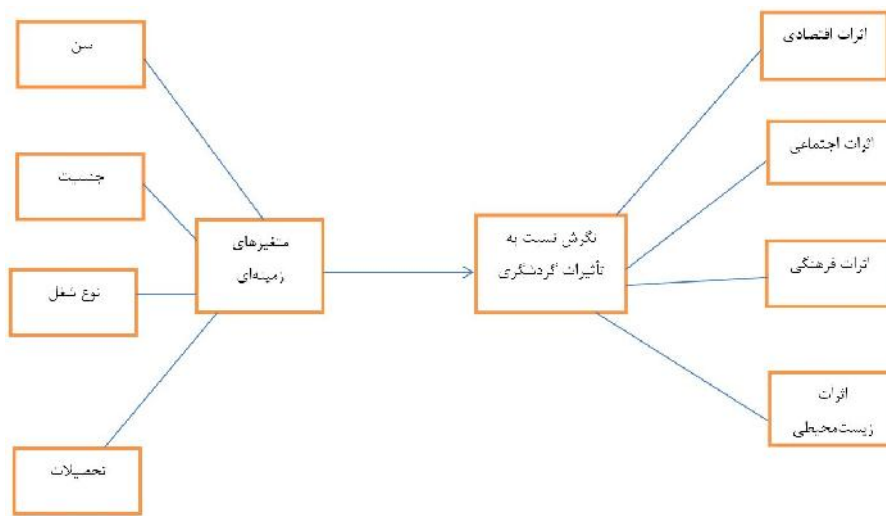 سن
جنسیت
نوع شغل
تحصیلات
متغیرهای
زمینه‌ای
نگرش نسبت به
تأثیرات گردشگری
اثرات اقتصادی
اثرات اجتماعی
اثرات فرهنگی
اثرات
زیست‌محیطی